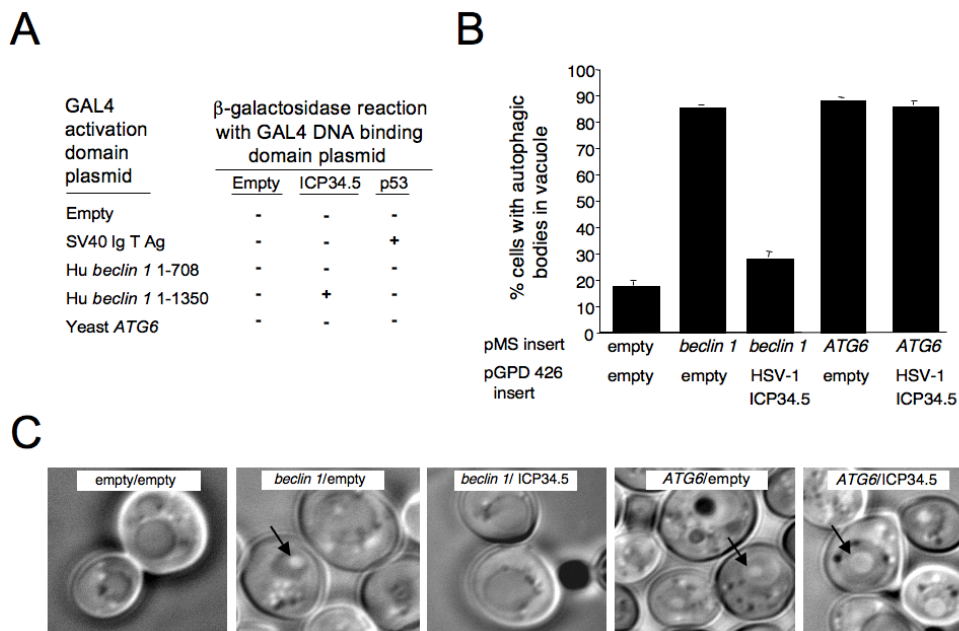 A
GAL4
activation
domain
plasmid
β-galactosidase reaction
with GAL4 DNA binding
domain plasmid
Empty ICP34.5 p53
Empty - - -
SV40 lg T Ag - - +
Hu beclin 1 1-708 - - -
Hu beclin 1 1-1350 - + -
Yeast ATG6 - - -
B
% cells with autophagic
bodies in vacuole
100
90
80
70
60
50
40
30
20
10
0
pMS insert empty beclin 1 beclin 1 ATG6 ATG6
pGPD 426 empty empty HSV-1 empty HSV-1
insert ICP34.5 ICP34.5
C
empty/empty
beclin 1/empty
beclin 1/ ICP34.5
ATG6/empty
ATG6/ICP34.5